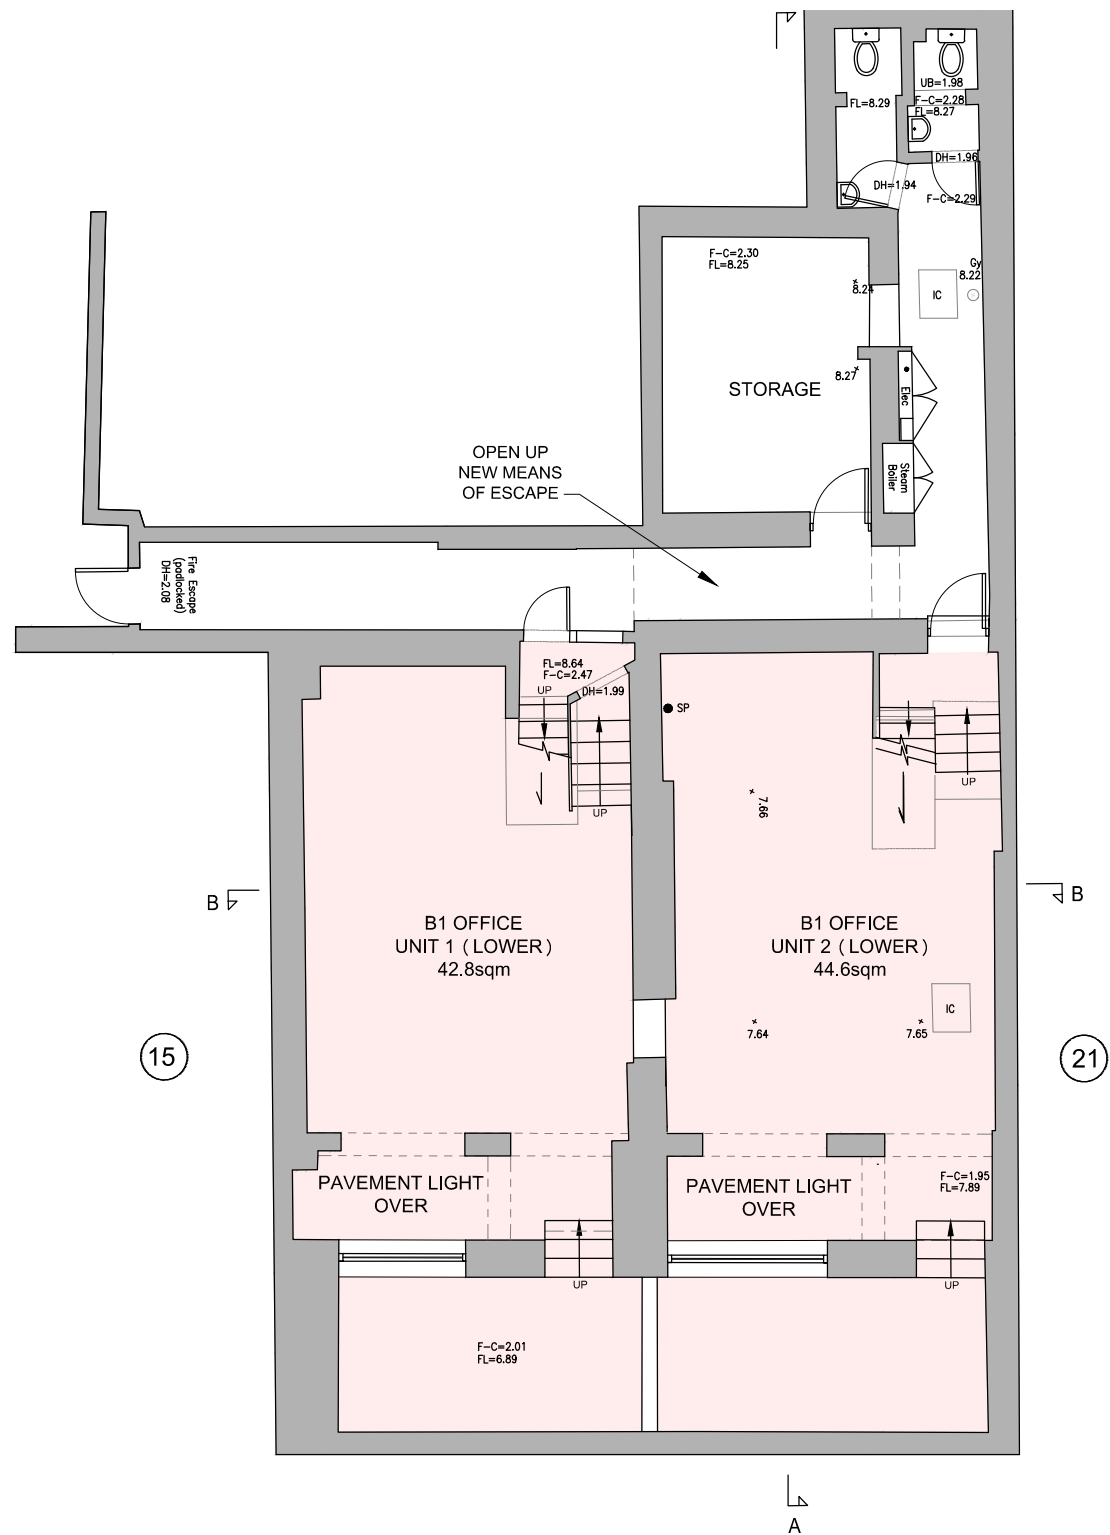 UB=1.98
F-C=2.28
FL=8.27
FL=8.29
DH=1.96
DH=1.94
F-C=2.29
F-C=2.30
FL=8.25
Gy
8.22
IC
8.24
8.27
STORAGE
Elec
Steam
Boiler
OPEN UP
NEW MEANS
OF ESCAPE
Fire Escape
(padlocked)
DH=2.08
FL=8.64
F-C=2.47
UP
DH=1.99
SP
UP
UP
7.66
B
B
B1 OFFICE
UNIT 1 (LOWER)
42.8sqm
B1 OFFICE
UNIT 2 (LOWER)
44.6sqm
IC
7.64
7.65
15
21
PAVEMENT LIGHT
OVER
PAVEMENT LIGHT
OVER
F-C=1.95
FL=7.89
UP
UP
F-C=2.01
FL=6.89
A